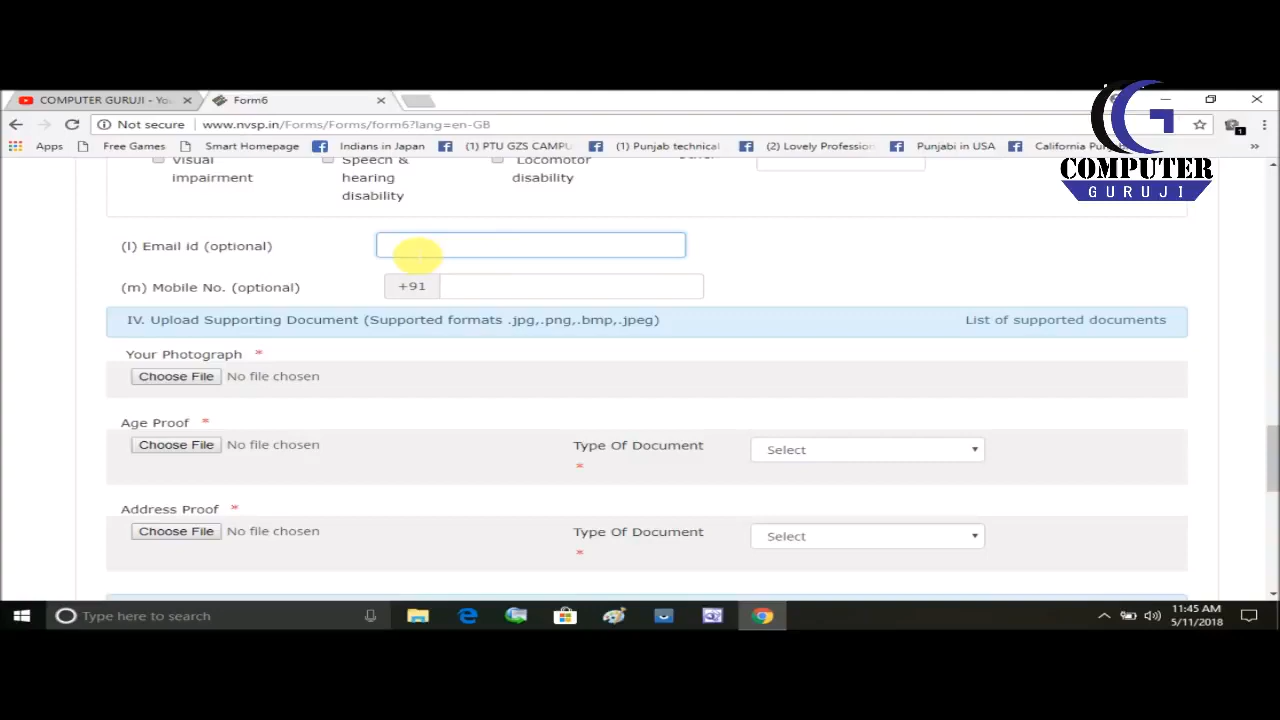 COMPUTER GURUJI - You
Form6
Not secure www.nvsp.in/Forms/Forms/form6?lang=en-GB
Apps Free Games Smart Homepage Indians in Japan (1) PTU GZS CAMPU (1) Punjab technical (2) Lovely Profession Punjabi in USA California Punj »
COMPUTER
GURUJI
Visual impairment
Speech & hearing disability
Locomotor disability
(l) Email id (optional)
(m) Mobile No. (optional) +91
IV. Upload Supporting Document (Supported formats .jpg,.png,.bmp,.jpeg) List of supported documents
Your Photograph *
Choose File No file chosen
Age Proof *
Choose File No file chosen Type Of Document * Select
Address Proof *
Choose File No file chosen Type Of Document * Select
Type here to search
11:45 AM
5/11/2018